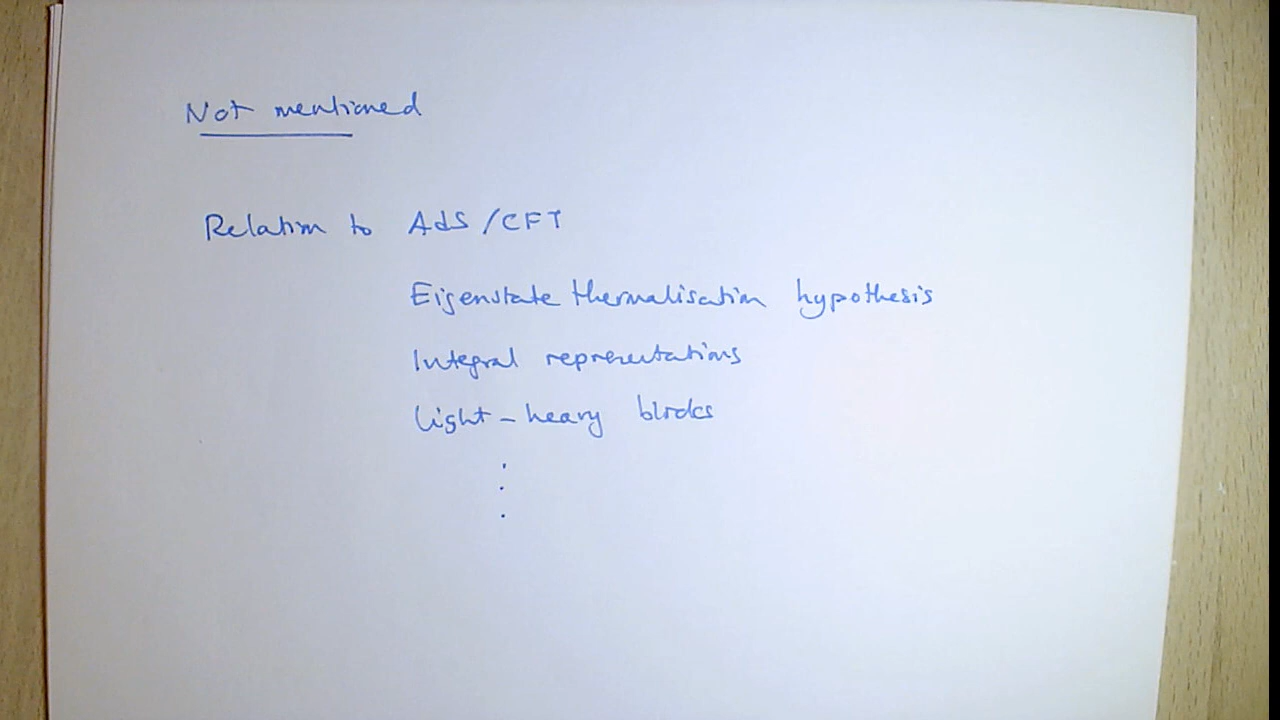 Not mentioned
Relation to AdS/CFT
Eigenstate thermalisation hypothesis
Integral representations
Light-heavy blocks
⋮